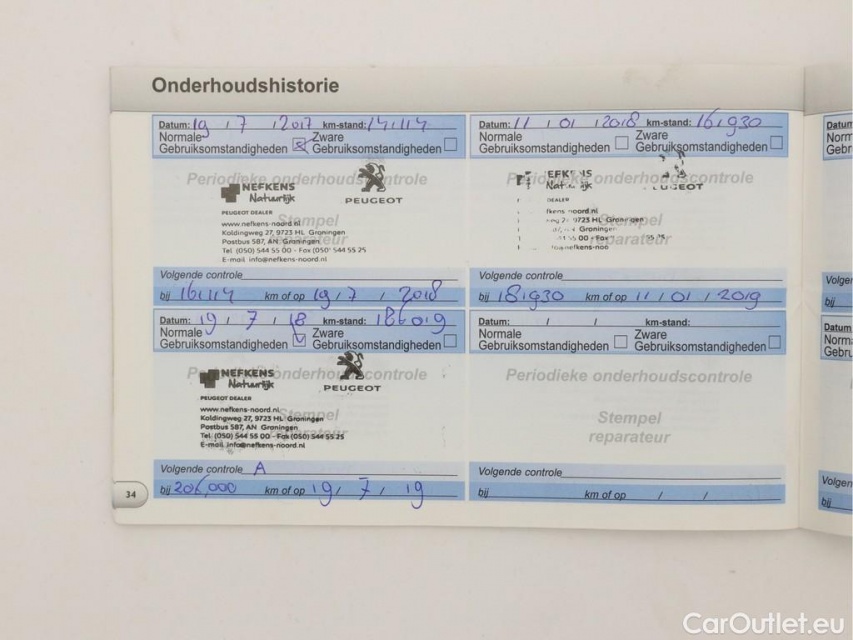 Onderhoudshistorie
Datum: 19 / 7 / 2017 km-stand: 141114
Normale Zware
Gebruiksomstandigheden Gebruiksomstandigheden
Periodieke onderhoudscontrole
NEFKENS
Natuurlijk
PEUGEOT
PEUGEOT DEALER
Stempel
reparateur
www.nefkens-noord.nl
Koldingweg 27, 9723 HL Groningen
Postbus 587, AN Groningen
Tel (050) 544 55 00 - Fax (050) 544 55 25
E-mail info@nefkens-noord.nl
Volgende controle
bij 161114 km of op 19 / 7 / 2018
Datum: 11 / 01 / 2018 km-stand: 161930
Normale Zware
Gebruiksomstandigheden Gebruiksomstandigheden
Periodieke onderhoudscontrole
PEUGEOT
DEALER
Stempel
reparateur
9723 HL Groningen
Groningen
Volgende controle
bij 181930 km of op 11 / 01 / 2019
Datum: 19 / 7 / 18 km-stand: 186019
Normale Zware
Gebruiksomstandigheden Gebruiksomstandigheden
Periodieke onderhoudscontrole
NEFKENS
Natuurlijk
PEUGEOT
PEUGEOT DEALER
Stempel
reparateur
www.nefkens-noord.nl
Koldingweg 27, 9723 HL Groningen
Postbus 587, AN Groningen
Tel (050) 544 55 00 - Fax (050) 544 55 25
E-mail info@nefkens-noord.nl
Volgende controle A
bij 206,000 km of op 19 / 7 / 19
Datum: / / km-stand:
Normale Zware
Gebruiksomstandigheden Gebruiksomstandigheden
Periodieke onderhoudscontrole
Stempel
reparateur
Volgende controle
bij km of op / /
34
CarOutlet.eu